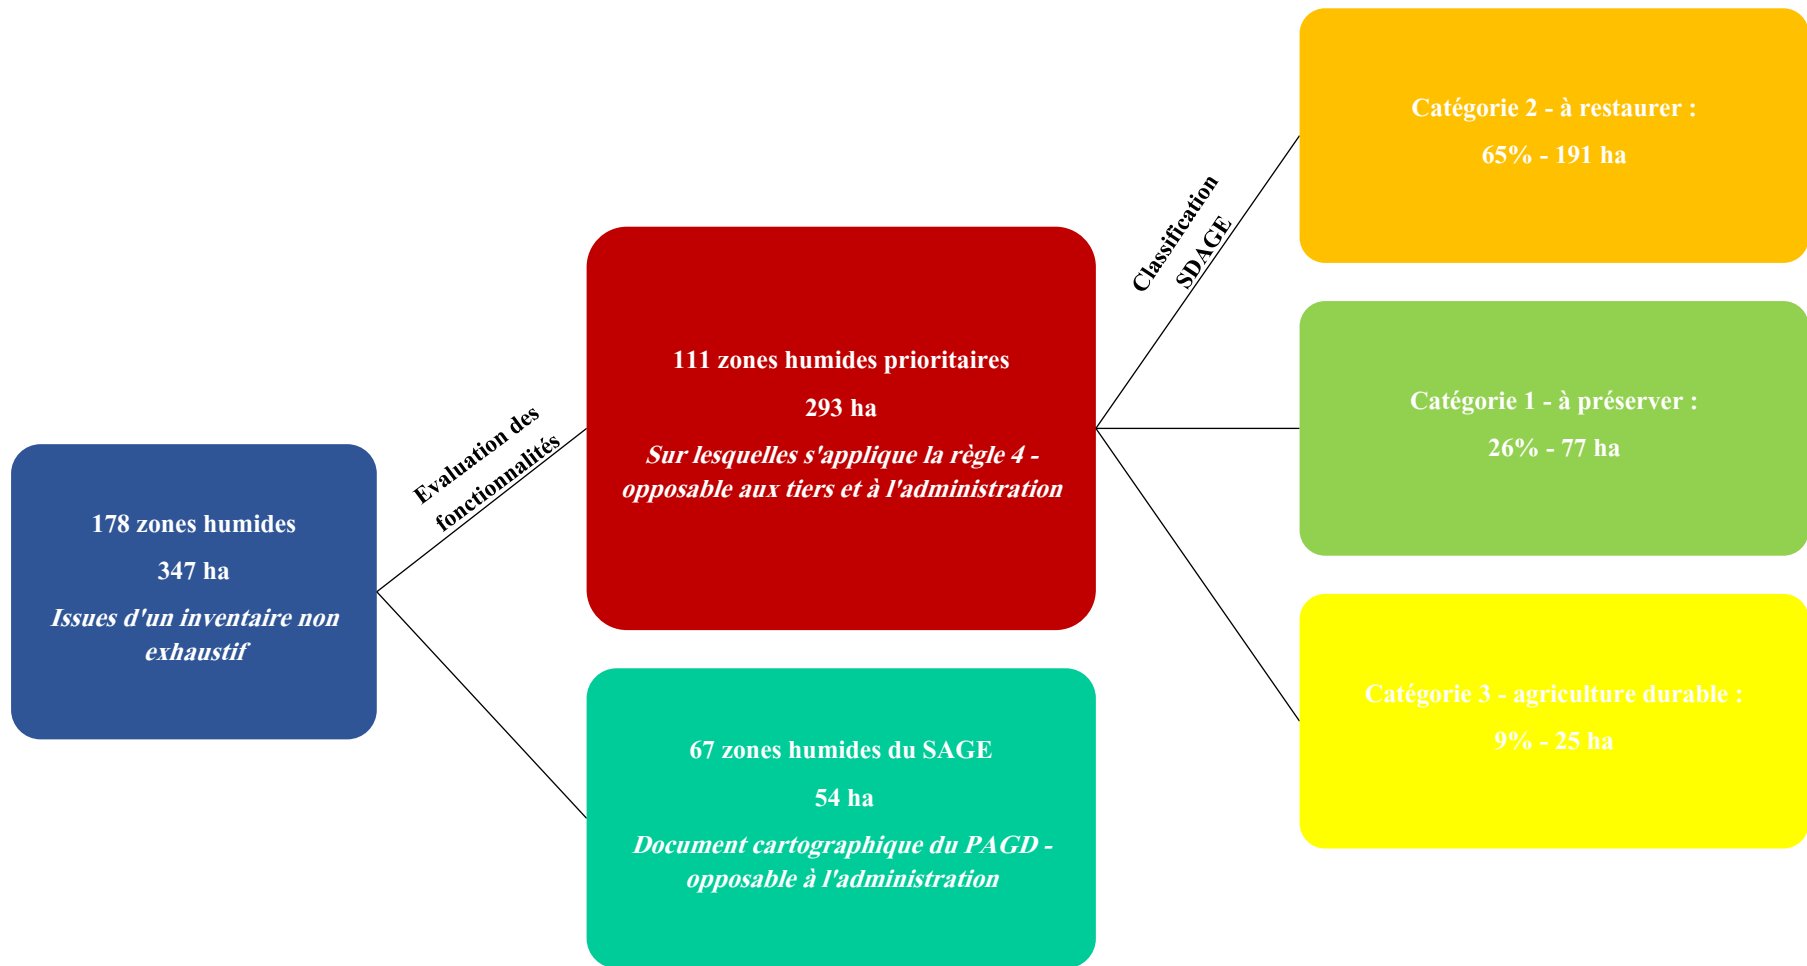 178 zones humides
347 ha
Issues d'un inventaire non
exhaustif
Evaluation des
fonctionnalités
111 zones humides prioritaires
293 ha
Sur lesquelles s'applique la règle 4 -
opposable aux tiers et à l'administration
67 zones humides du SAGE
54 ha
Document cartographique du PAGD -
opposable à l'administration
Classification
SDAGE
Catégorie 2 - à restaurer :
65% - 191 ha
Catégorie 1 - à préserver :
26% - 77 ha
Catégorie 3 - agriculture durable :
9% - 25 ha